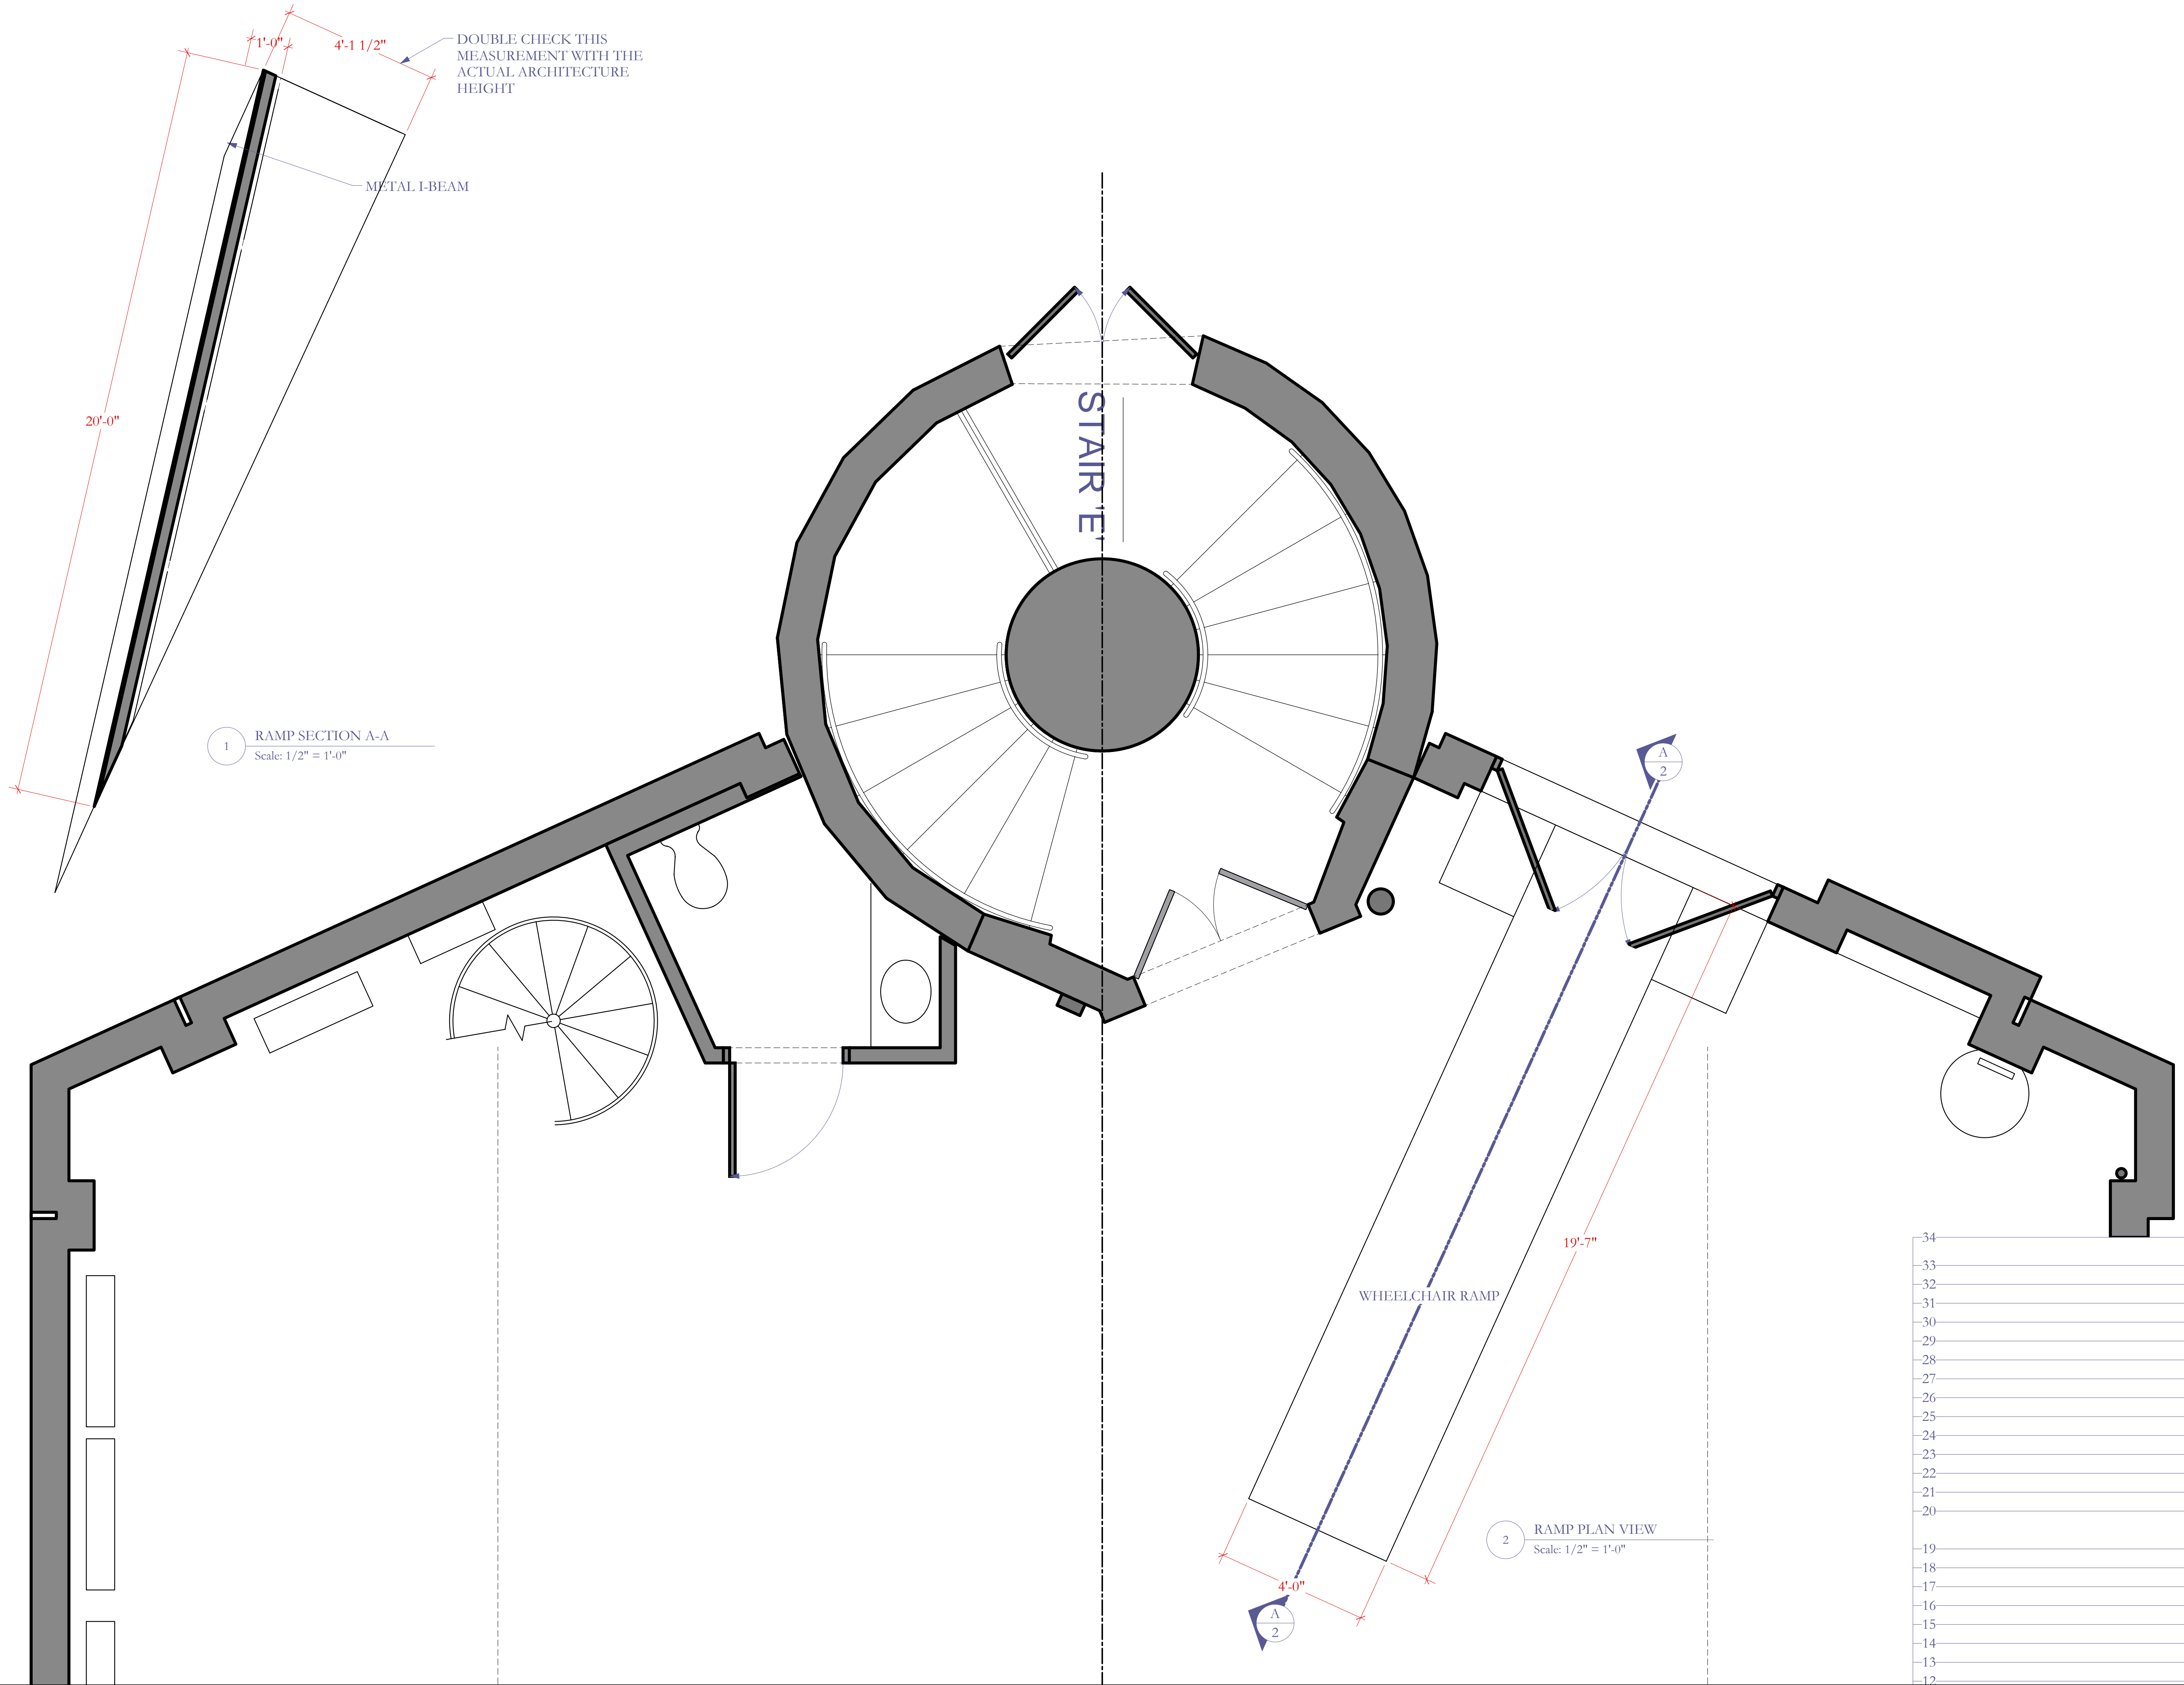 1'-0"
4'-1 1/2"
DOUBLE CHECK THIS
MEASUREMENT WITH THE
ACTUAL ARCHITECTURE
HEIGHT
METAL I-BEAM
20'-0"
STAIR 'E'
1
RAMP SECTION A-A
Scale: 1/2" = 1'-0"
A
2
19'-7"
WHEELCHAIR RAMP
34
33
32
31
30
29
28
27
26
25
24
23
22
21
20
19
18
17
16
15
14
13
12
2
RAMP PLAN VIEW
Scale: 1/2" = 1'-0"
4'-0"
A
2